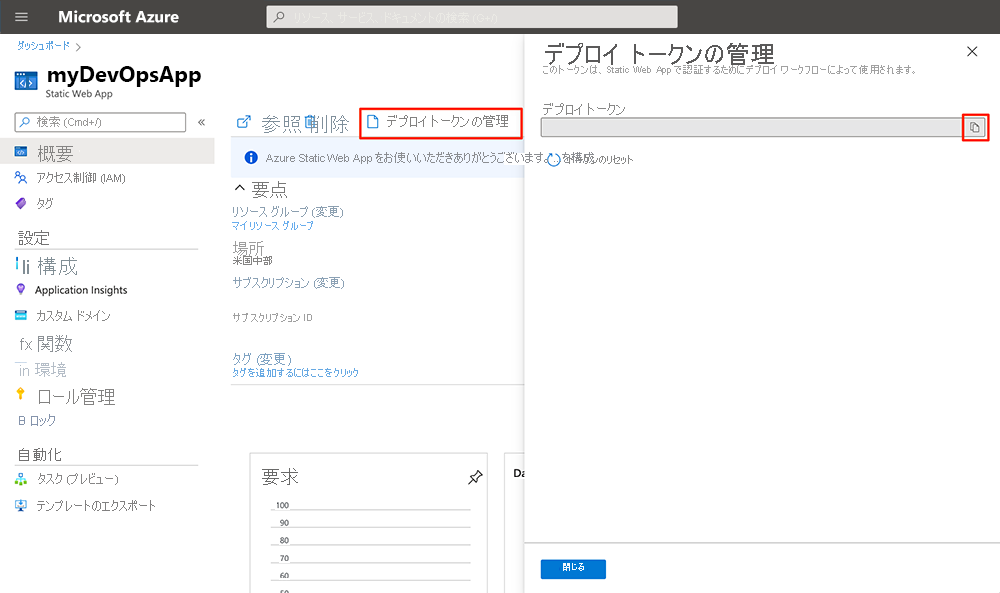 Microsoft Azure
リソース、サービス、ドキュメントの検索 (G+/)
ダッシュボード
myDevOpsApp
Static Web App
検索 (Cmd+/)
概要
アクセス制御 (IAM)
タグ
設定
構成
Application Insights
カスタム ドメイン
fx 関数
in 環境
ロール管理
B ロック
自動化
タスク (プレビュー)
テンプレートのエクスポート
参照 削除 デプロイ トークンの管理
Azure Static Web App をお使いいただきありがとうございます。
要点
リソース グループ (変更)
マイリソース グループ
場所
米国中部
サブスクリプション (変更)
サブスクリプション ID
タグ (変更)
タグを追加するにはここをクリック
要求
100
90
80
70
60
50
Da
デプロイ トークンの管理
このトークンは、Static Web App で認証するためにデプロイ ワークフローによって使用されます。
デプロイ トークン
のリセット
閉じる